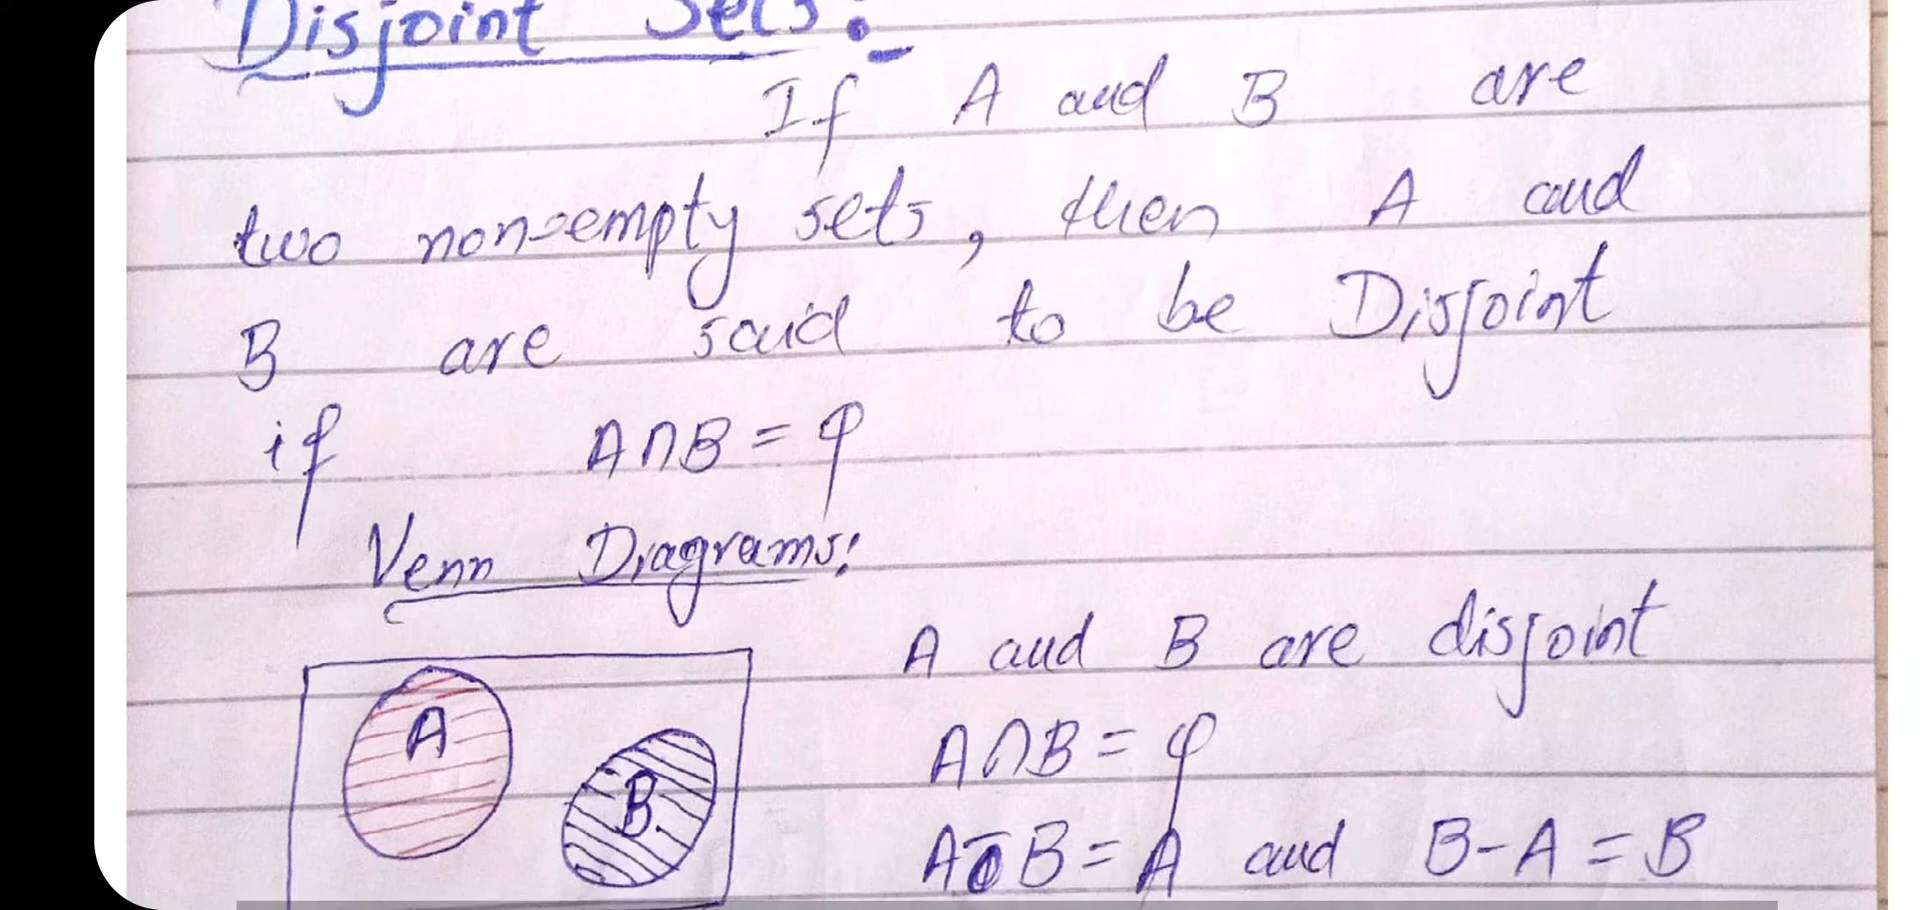 Disjoint Sets:-
If A and B are
two non-empty sets, then A and
B are said to be Disjoint
if A∩B = φ
Venn Diagrams:
A and B are disjoint
A
A∩B = φ
B
A-B = A and B-A = B